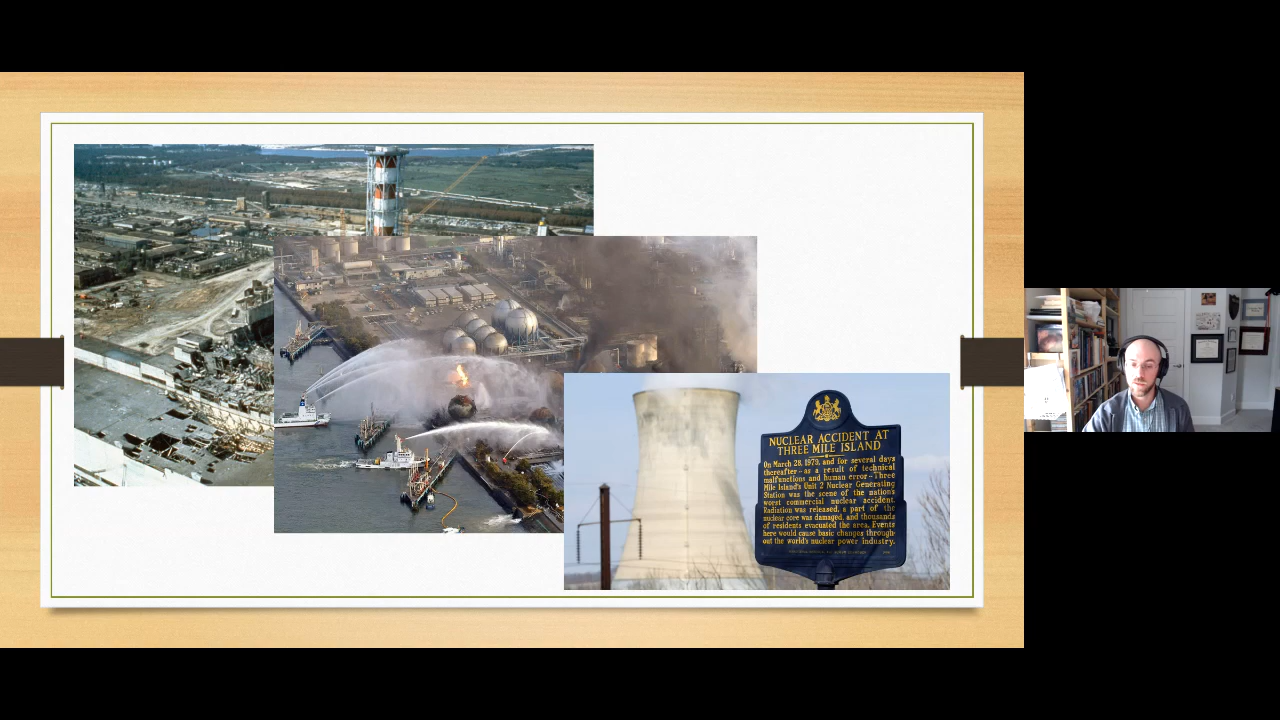 NUCLEAR ACCIDENT AT
THREE MILE ISLAND
On March 28, 1979, and for several days
thereafter - as a result of technical
malfunctions and human error - Three
Mile Island's Unit 2 Nuclear Generating
Station was the scene of the nation's
worst commercial nuclear accident.
Radiation was released, a part of the
nuclear core was damaged, and thousands
of residents evacuated the area. Events
here would cause basic changes through-
out the world's nuclear power industry.